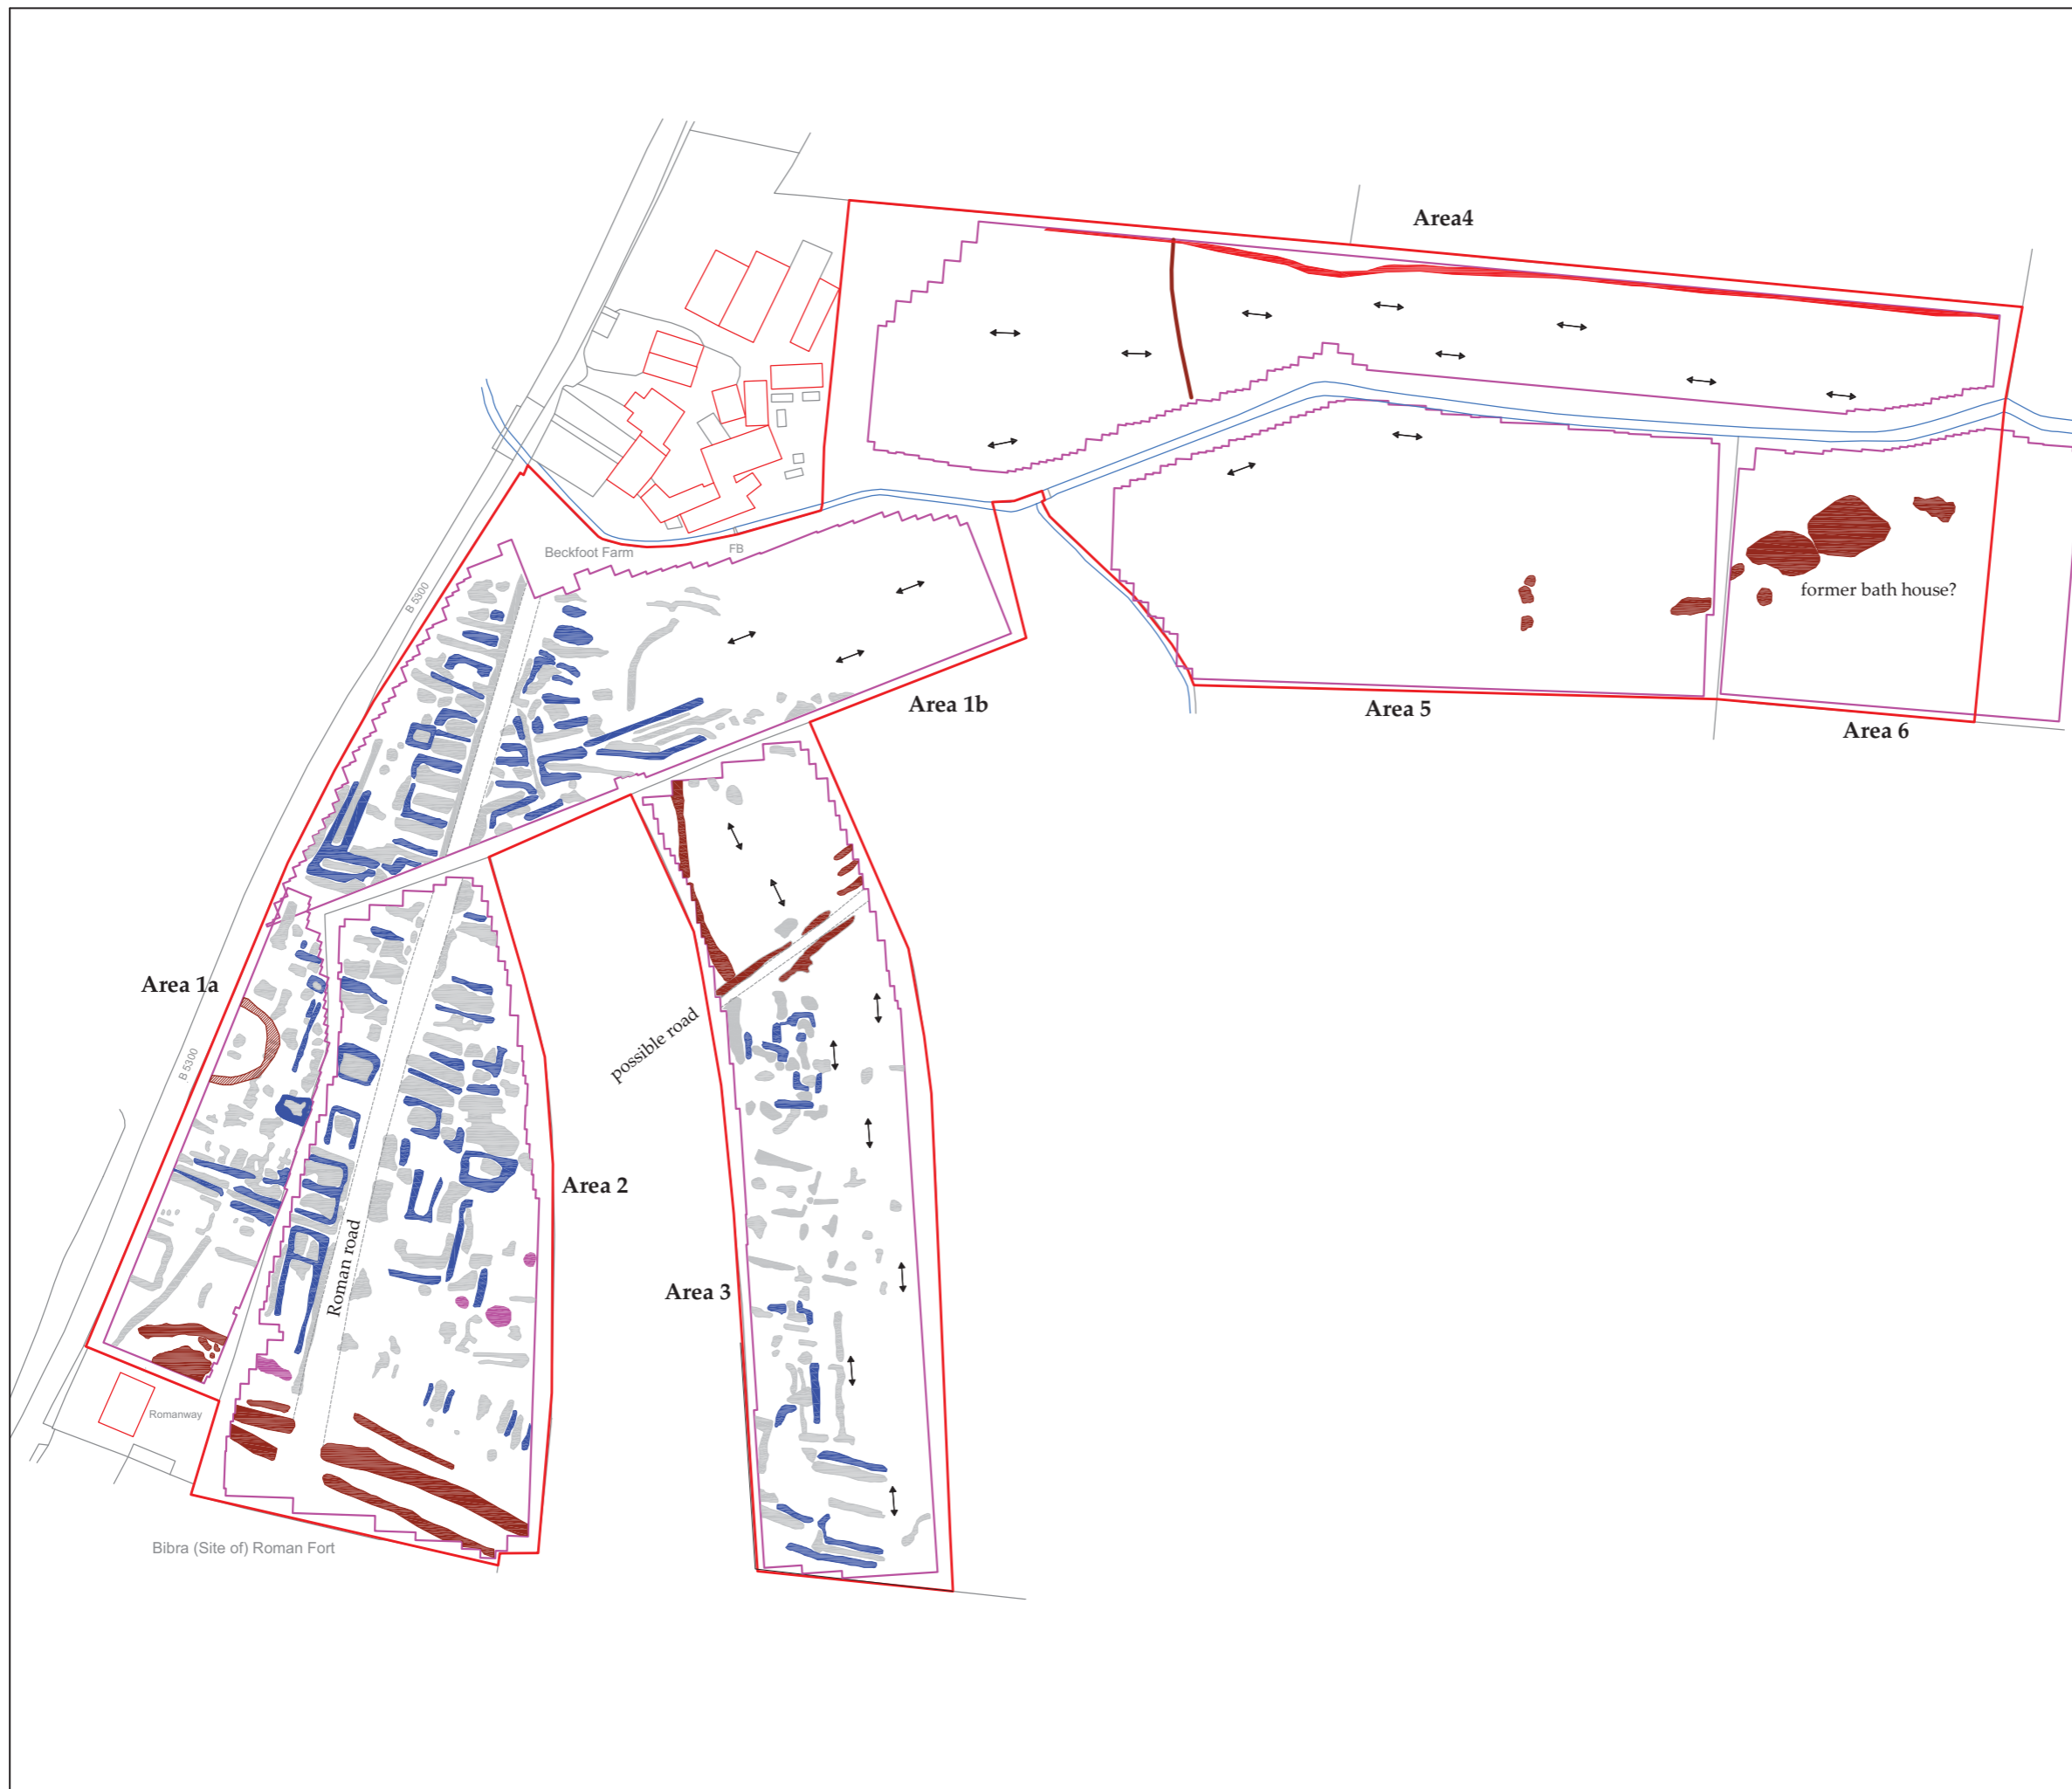 Area4
B 5300
Beckfoot Farm
FB
former bath house?
Area 1b
Area 5
Area 6
Area 1a
B 5300
possible road
Area 2
Roman road
Area 3
Romanway
Bibra (Site of) Roman Fort